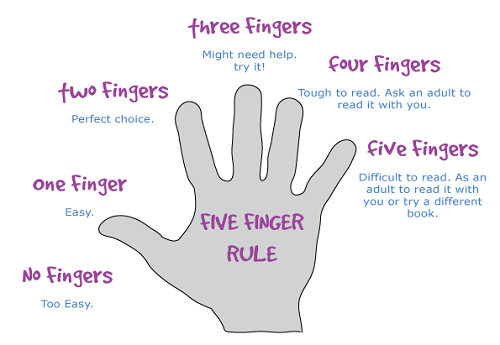 three Fingers
Might need help.
try it!
four Fingers
Tough to read. Ask an adult to
read it with you.
two Fingers
Perfect choice.
five Fingers
Difficult to read. As an
adult to read it with
you or try a different
book.
one Finger
Easy.
FIVE FINGER
RULE
No Fingers
Too Easy.